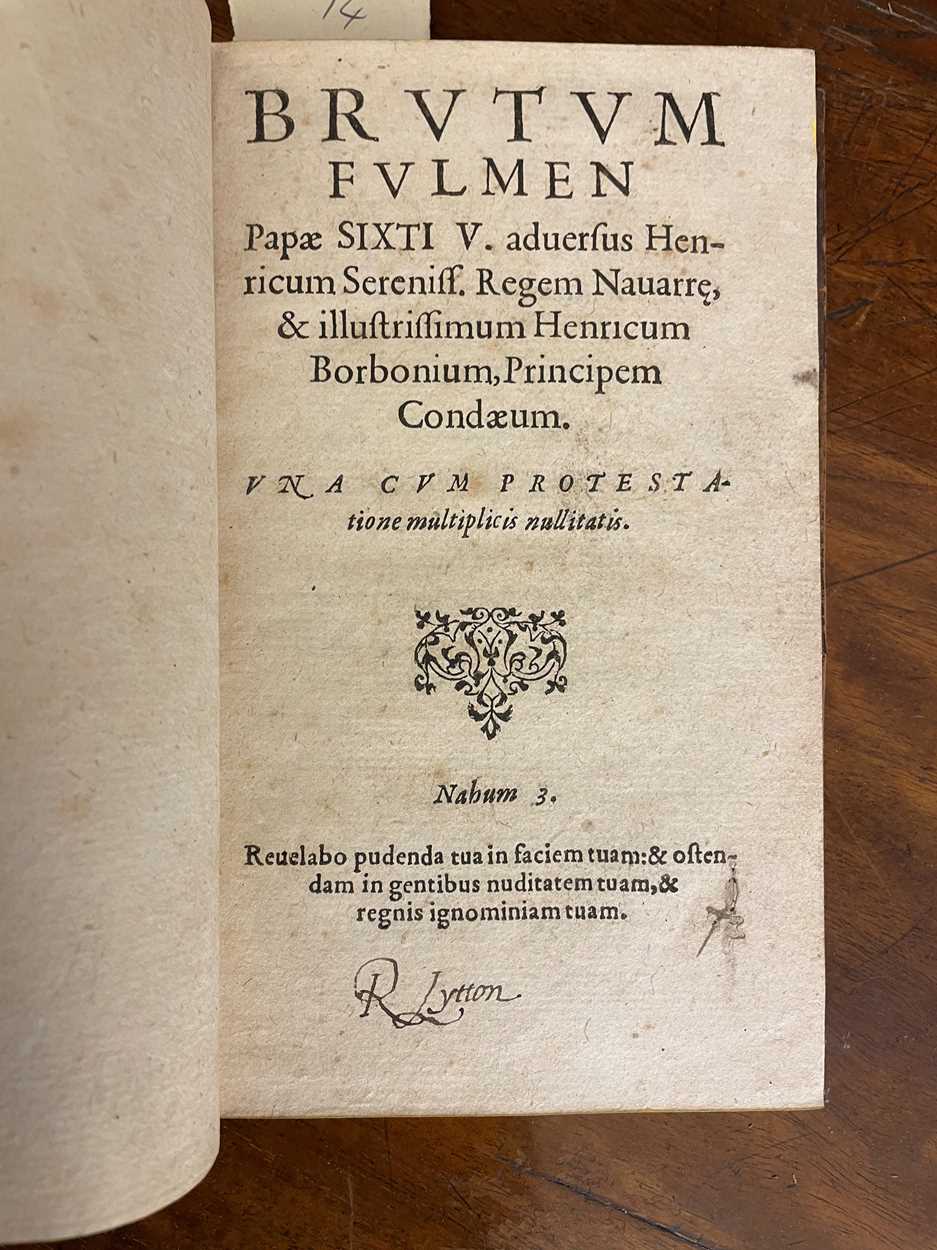 14
BRVTVM
FVLMEN
Papæ SIXTI V. aduerſus Hen-
ricum Sereniſſ. Regem Nauarrę,
& illuſtriſſimum Henricum
Borbonium, Principem
Condæum.
VNA CVM PROTESTA-
tione multiplicis nullitatis.
Nahum 3.
Reuelabo pudenda tua in faciem tuam: & oſten-
dam in gentibus nuditatem tuam, &
regnis ignominiam tuam.
R Lytton